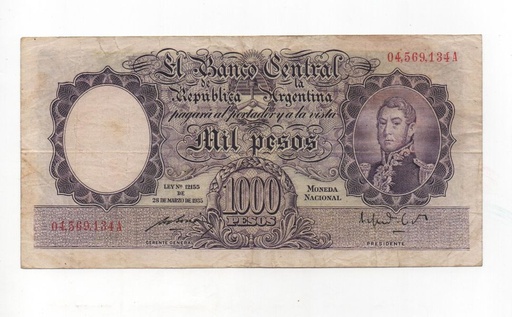 04,569,134A
El Banco Central
de la
República Argentina
pagará al portador y a la vista
Mil pesos
LEY Nº. 12155
DE
28 DE MARZO DE 1935
1000
PESOS
MONEDA
NACIONAL
04,569,134A
GERENTE GENERAL
PRESIDENTE